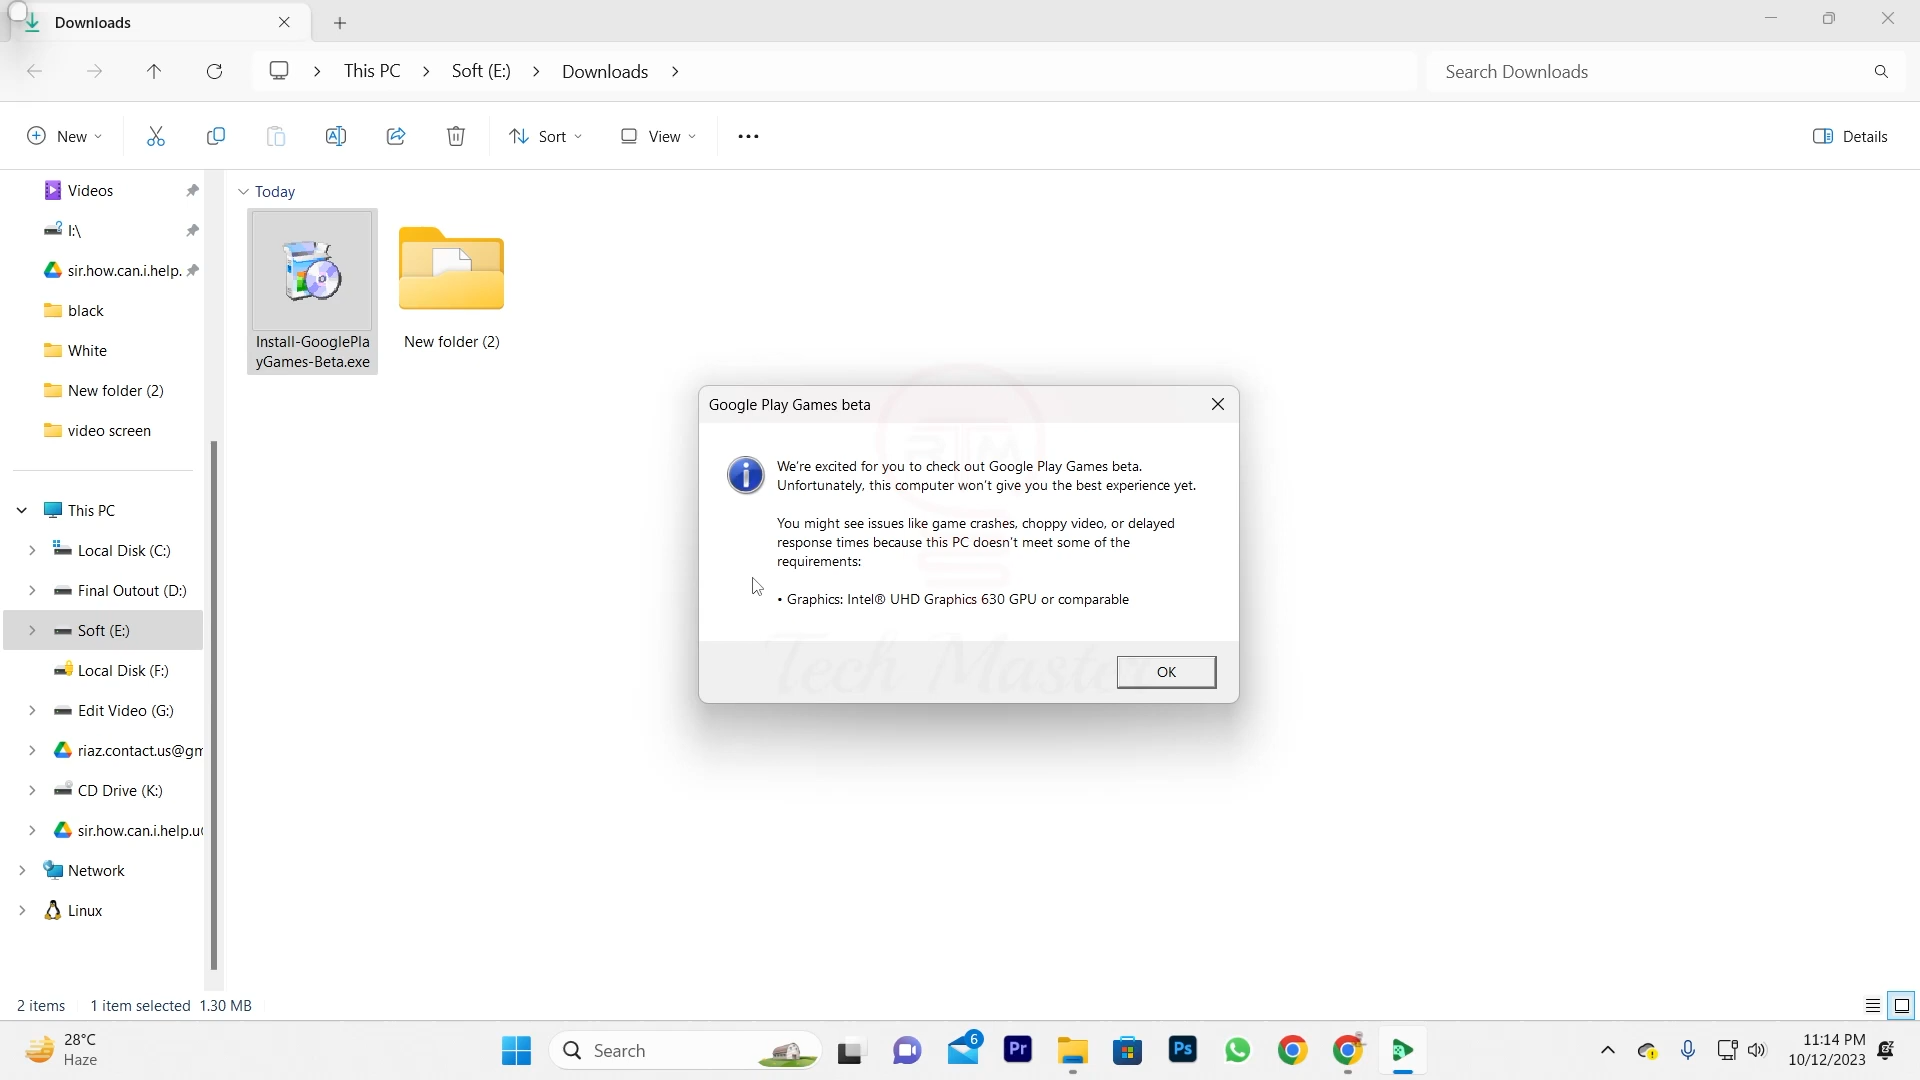 Downloads
This PC
Soft (E:)
Downloads
Search Downloads
New
Sort
View
Details
Videos
I:\
sir.how.can.i.help.
black
White
New folder (2)
video screen
This PC
Local Disk (C:)
Final Outout (D:)
Soft (E:)
Local Disk (F:)
Edit Video (G:)
riaz.contact.us@gm
CD Drive (K:)
sir.how.can.i.help.u
Network
Linux
Today
Install-GooglePla
yGames-Beta.exe
New folder (2)
Google Play Games beta
We're excited for you to check out Google Play Games beta.
Unfortunately, this computer won't give you the best experience yet.
You might see issues like game crashes, choppy video, or delayed
response times because this PC doesn't meet some of the
requirements:
• Graphics: Intel® UHD Graphics 630 GPU or comparable
RTM
Tech Master
OK
2 items
1 item selected 1.30 MB
28°C
Haze
Search
6
Pr
Ps
11:14 PM
10/12/2023